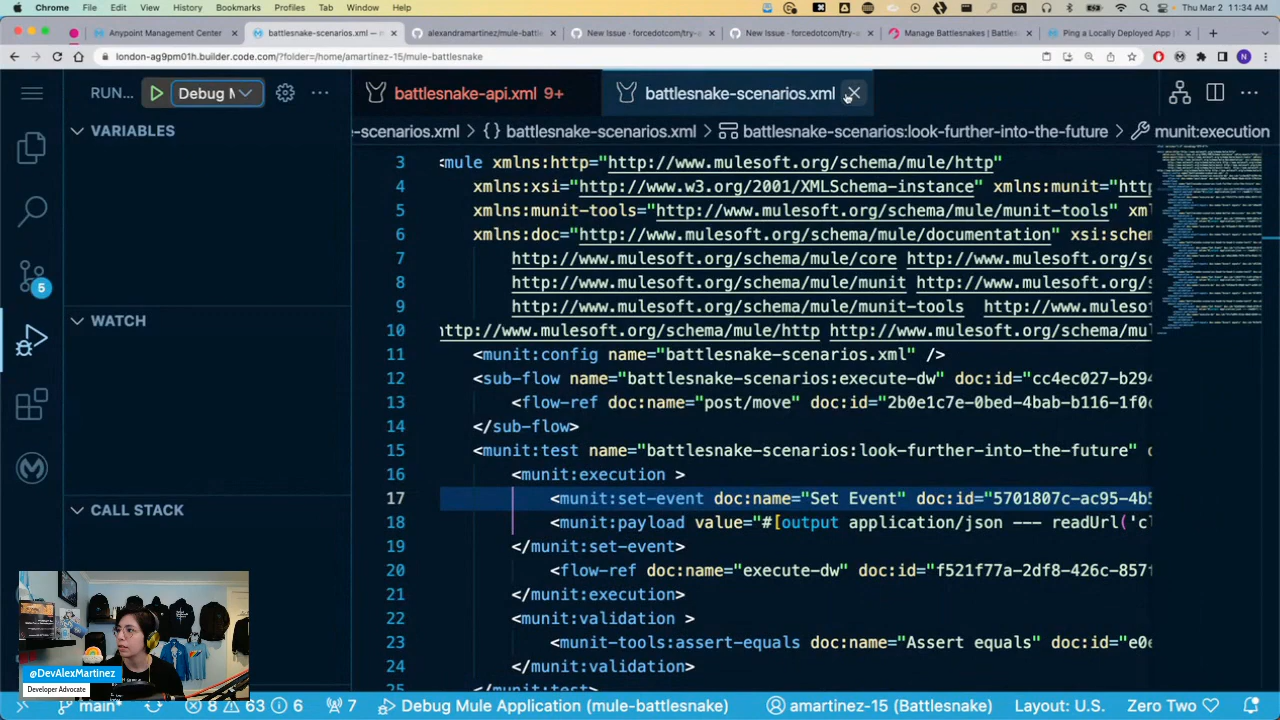 Chrome File Edit View History Bookmarks Profiles Tab Window Help Thu Mar 2 11:34 AM
Anypoint Management Center battlesnake-scenarios.xml — alexandramartinez/mule-battle New Issue · forcedotcom/try-a New Issue · forcedotcom/try-a Manage Battlesnakes | Battles Ping a Locally Deployed App |
london-ag9pm01h.builder.code.com/?folder=/home/amartinez-15/mule-battlesnake
RUN... Debug battlesnake-api.xml 9+ battlesnake-scenarios.xml
VARIABLES
e-scenarios.xml > {} battlesnake-scenarios.xml > battlesnake-scenarios:look-further-into-the-future > munit:execution
3 <mule xmlns:http="http://www.mulesoft.org/schema/mule/http"
4 xmlns:xsi="http://www.w3.org/2001/XMLSchema-instance" xmlns:munit="http
5 xmlns:munit-tools="http://www.mulesoft.org/schema/mule/munit-tools" xml
6 ="http://www.mulesoft.org/schema/mule/documentation" xsi:schem
7 ://www.mulesoft.org/schema/mule/core http://www.mulesoft.org/sc
8 ://www.mulesoft.org/schema/mule/munit http://www.mulesoft.org/s
9 ://www.mulesoft.org/schema/mule/munit-tools http://www.mulesof
10 http://www.mulesoft.org/schema/mule/http http://www.mulesoft.org/schema/mu
11 <munit:config name="battlesnake-scenarios.xml" />
12 <sub-flow name="battlesnake-scenarios:execute-dw" doc:id="cc4ec027-b294
13 <flow-ref doc:name="post/move" doc:id="2b0e1c7e-0bed-4bab-b116-1f0c
14 </sub-flow>
15 <munit:test name="battlesnake-scenarios:look-further-into-the-future" d
16 <munit:execution >
17 <munit:set-event doc:name="Set Event" doc:id="5701807c-ac95-4b5
18 <munit:payload value="#[output application/json --- readUrl('cl
19 </munit:set-event>
20 <flow-ref doc:name="execute-dw" doc:id="f521f77a-2df8-426c-857f
21 </munit:execution>
22 <munit:validation >
23 <munit-tools:assert-equals doc:name="Assert equals" doc:id="e0e
24 </munit:validation>
25 </munit:test>
5
WATCH
CALL STACK
@DevAlexMartinez
Developer Advocate
main* 8 63 6 7 Debug Mule Application (mule-battlesnake) amartinez-15 (Battlesnake) Layout: U.S. Zero Two